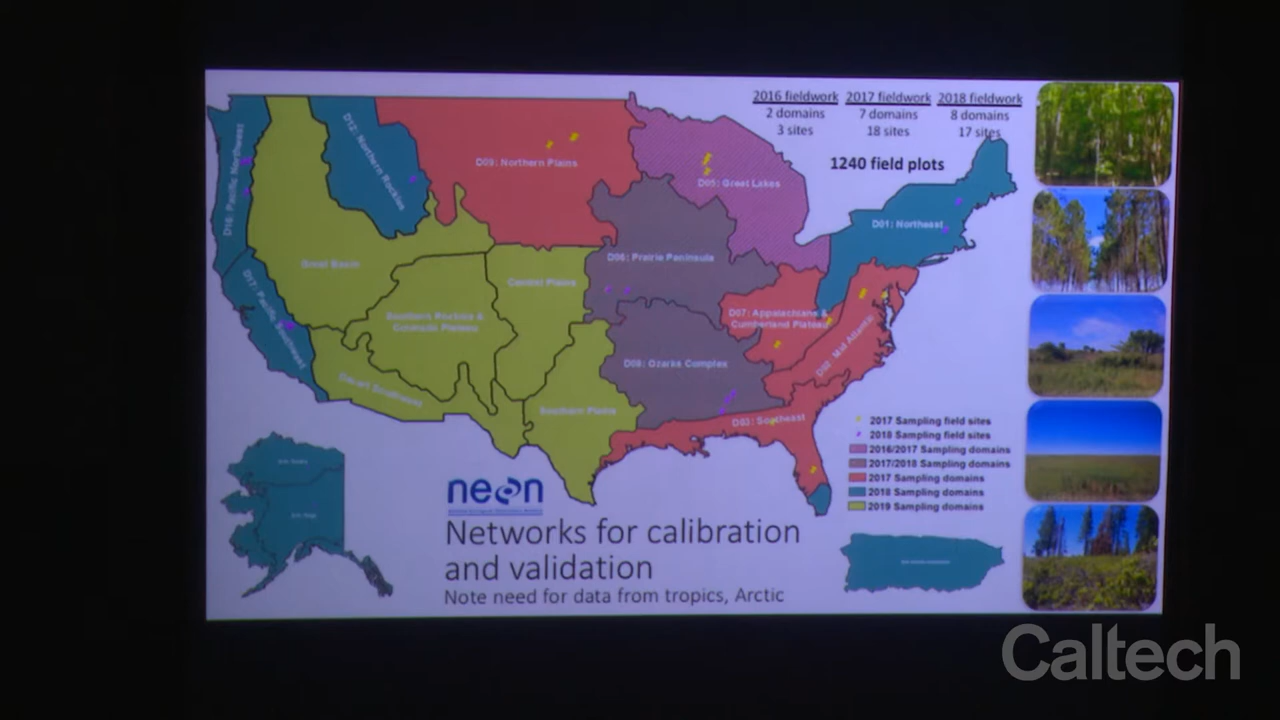 2016 fieldwork
2 domains
3 sites
2017 fieldwork
7 domains
18 sites
2018 fieldwork
8 domains
17 sites
1240 field plots
D16: Pacific Northwest
D12: Northern Rockies
D09: Northern Plains
D05: Great Lakes
D01: Northeast
Great Basin
D06: Prairie Peninsula
Central Plains
D17: Pacific Southwest
Southern Rockies &
Colorado Plateau
D07: Appalachians &
Cumberland Plateau
D02: Mid Atlantic
D08: Ozarks Complex
Desert Southwest
Southern Plains
D03: Southeast
2017 Sampling field sites
2018 Sampling field sites
2016/2017 Sampling domains
2017/2018 Sampling domains
2017 Sampling domains
2018 Sampling domains
2019 Sampling domains
neon
Networks for calibration
and validation
Note need for data from tropics, Arctic
Caltech